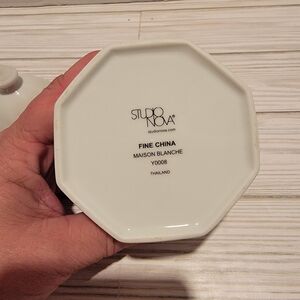 STUDIO
NOVA®
studionova.com
FINE CHINA
MAISON BLANCHE
Y0008
THAILAND